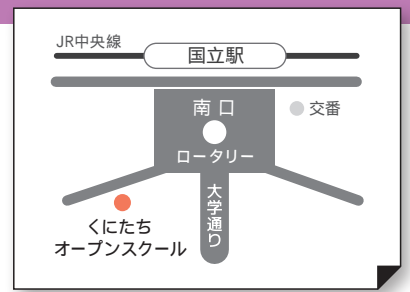 JR中央線
国立駅
南口
交番
ロータリー
大学通り
くにたち
オープンスクール